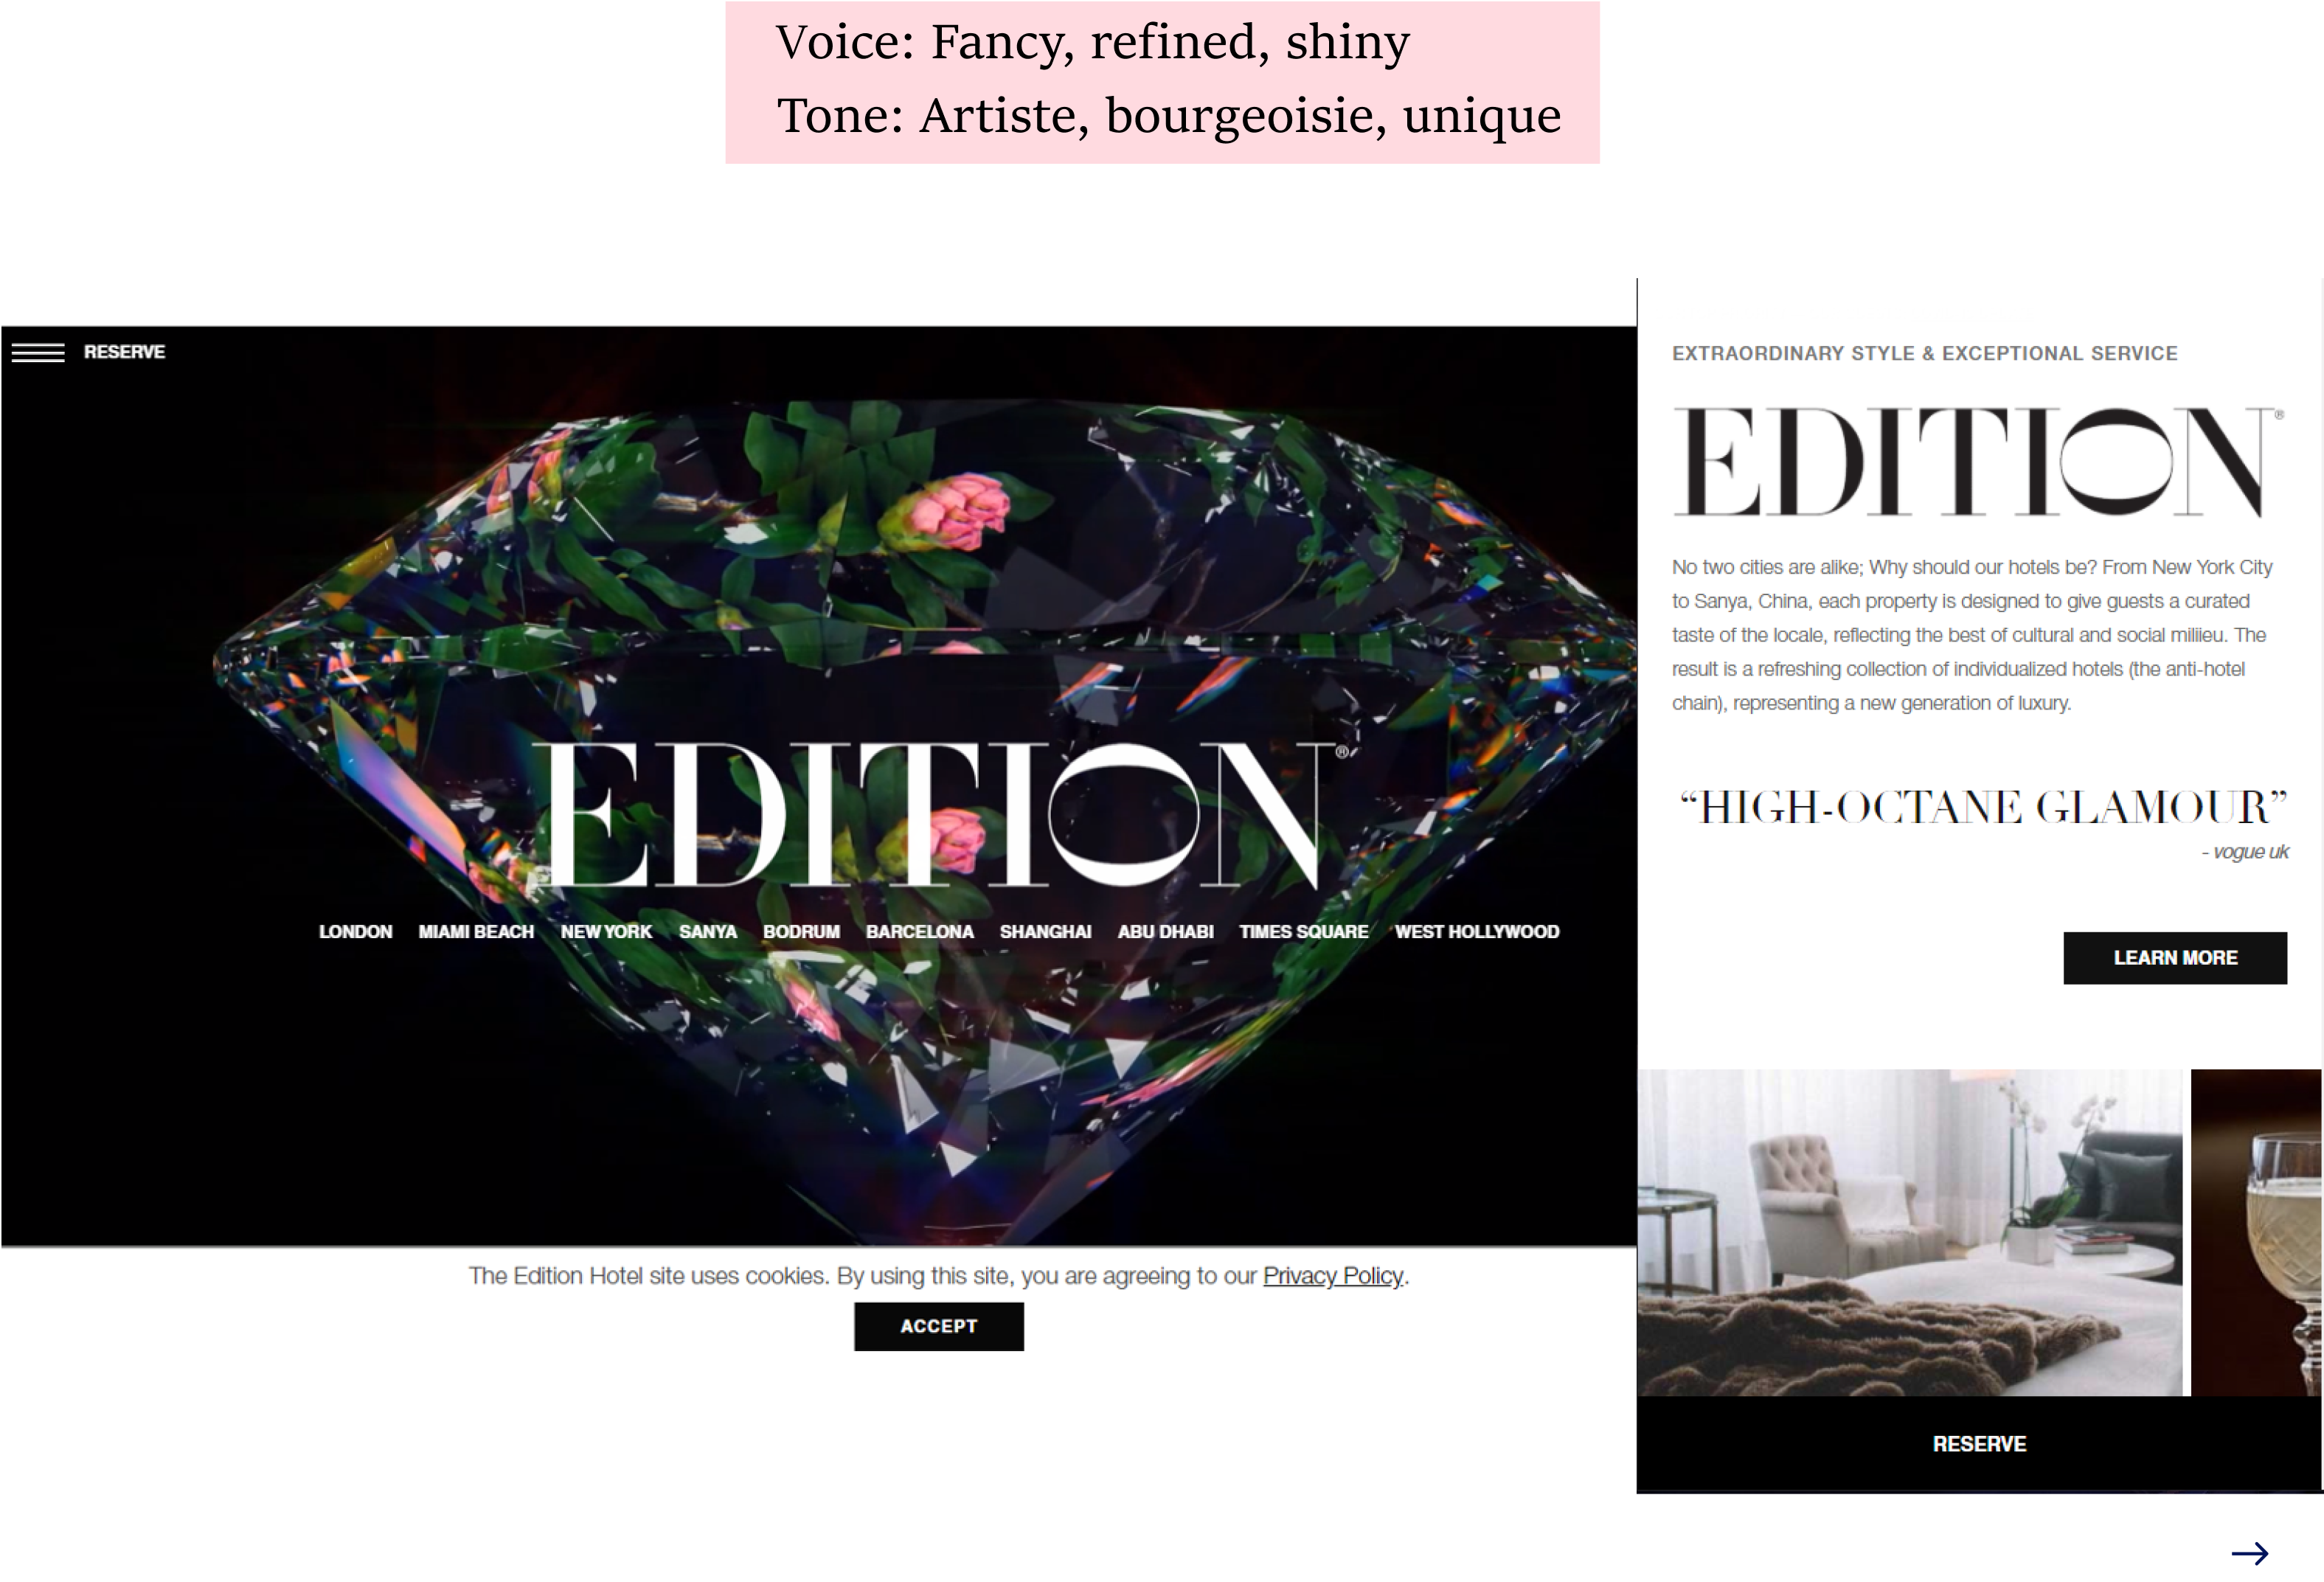 Voice: Fancy, refined, shiny
Tone: Artiste, bourgeoisie, unique
RESERVE
EDITION®
LONDON MIAMI BEACH NEW YORK SANYA BODRUM BARCELONA SHANGHAI ABU DHABI TIMES SQUARE WEST HOLLYWOOD
The Edition Hotel site uses cookies. By using this site, you are agreeing to our Privacy Policy.
ACCEPT
EXTRAORDINARY STYLE & EXCEPTIONAL SERVICE
EDITION®
No two cities are alike; Why should our hotels be? From New York City
to Sanya, China, each property is designed to give guests a curated
taste of the locale, reflecting the best of cultural and social miliieu. The
result is a refreshing collection of individualized hotels (the anti-hotel
chain), representing a new generation of luxury.
“HIGH-OCTANE GLAMOUR”
- vogue uk
LEARN MORE
RESERVE